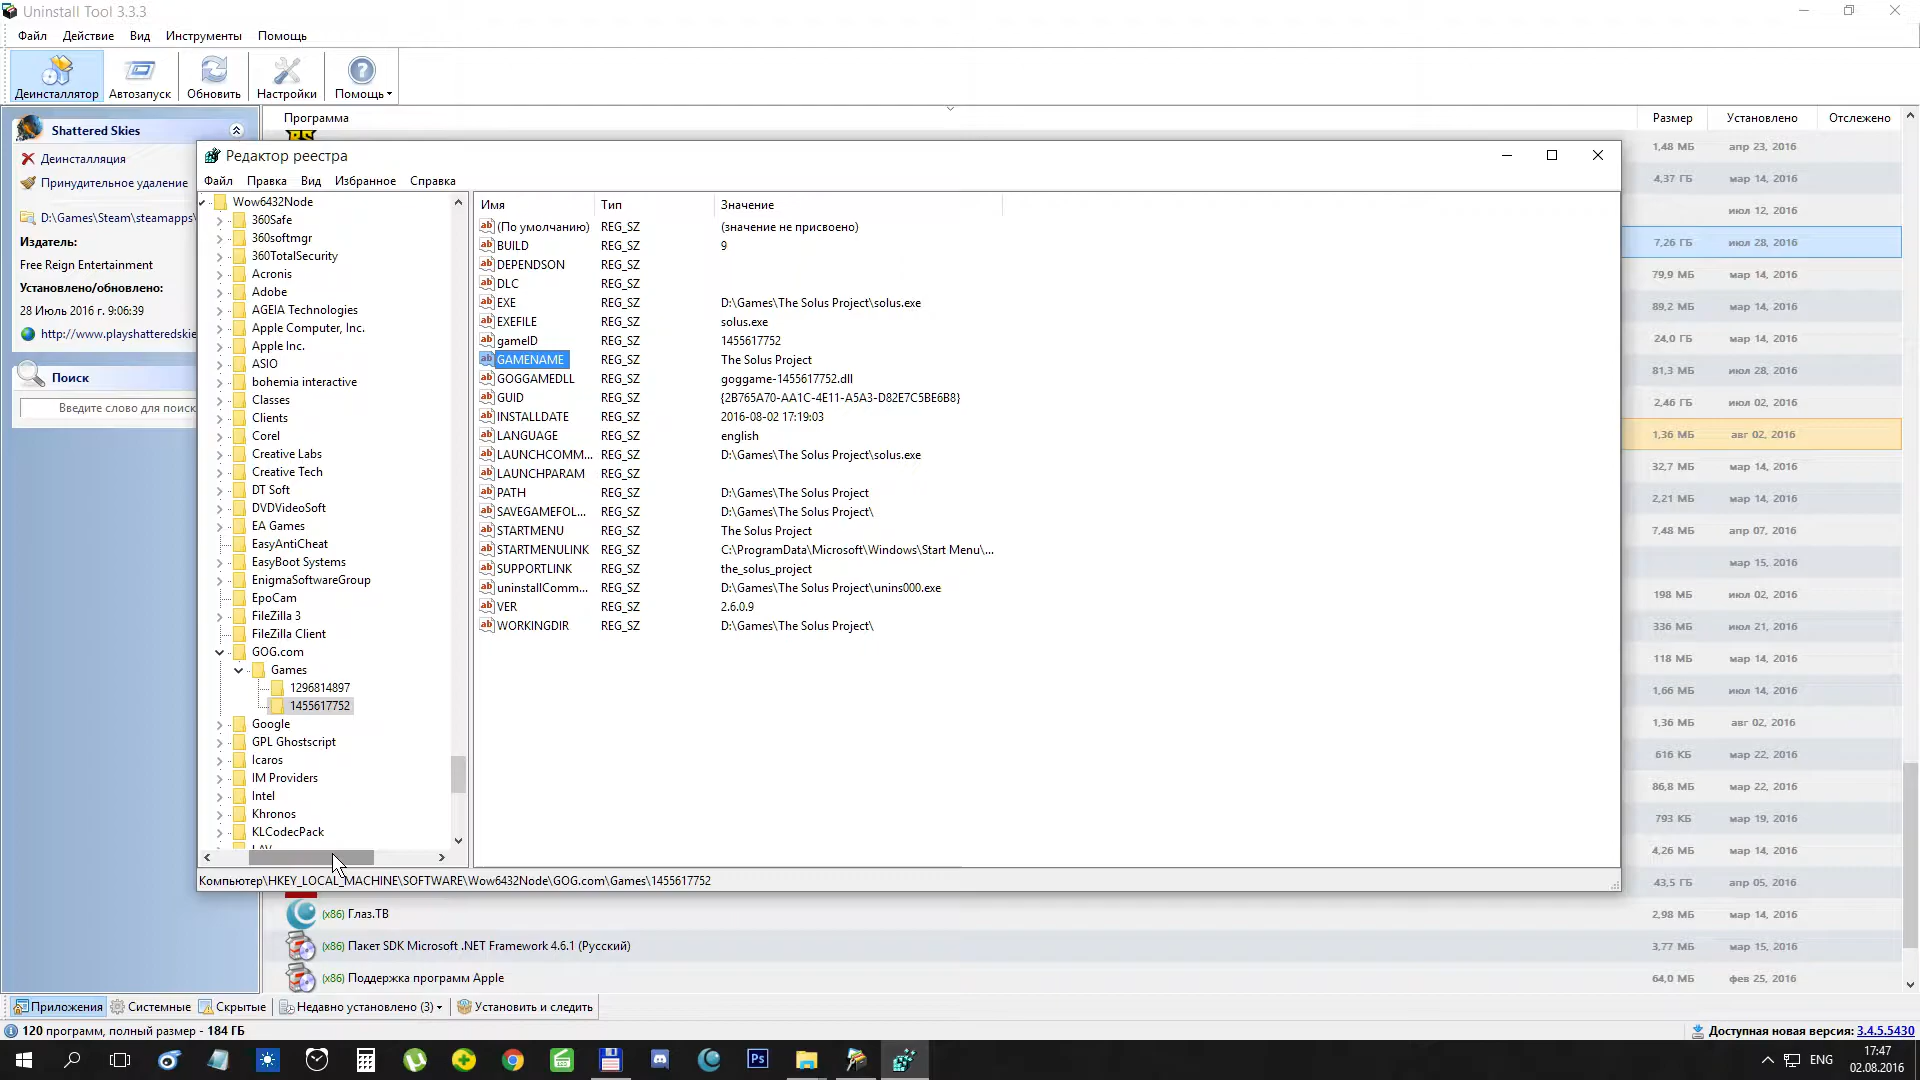 Uninstall Tool 3.3.3
Файл Действие Вид Инструменты Помощь
Деинсталлятор Автозапуск Обновить Настройки Помощь
Программа Размер Установлено Отслежено
Shattered Skies
Деинсталляция
Принудительное удаление
D:\Games\Steam\steamapps\
Издатель:
Free Reign Entertainment
Установлено/обновлено:
28 Июль 2016 г. 9:06:39
http://www.playshatteredskie
Поиск
Введите слово для поиск
Редактор реестра
Файл Правка Вид Избранное Справка
Wow6432Node
360Safe
360softmgr
360TotalSecurity
Acronis
Adobe
AGEIA Technologies
Apple Computer, Inc.
Apple Inc.
ASIO
bohemia interactive
Classes
Clients
Corel
Creative Labs
Creative Tech
DT Soft
DVDVideoSoft
EA Games
EasyAntiCheat
EasyBoot Systems
EnigmaSoftwareGroup
EpoCam
FileZilla 3
FileZilla Client
GOG.com
Games
1296814897
1455617752
Google
GPL Ghostscript
Icaros
IM Providers
Intel
Khronos
KLCodecPack
LAV
Имя Тип Значение
(По умолчанию) REG_SZ (значение не присвоено)
BUILD REG_SZ 9
DEPENDSON REG_SZ
DLC REG_SZ
EXE REG_SZ D:\Games\The Solus Project\solus.exe
EXEFILE REG_SZ solus.exe
gameID REG_SZ 1455617752
GAMENAME REG_SZ The Solus Project
GOGGAMEDLL REG_SZ goggame-1455617752.dll
GUID REG_SZ {2B765A70-AA1C-4E11-A5A3-D82E7C5BE6B8}
INSTALLDATE REG_SZ 2016-08-02 17:19:03
LANGUAGE REG_SZ english
LAUNCHCOMM... REG_SZ D:\Games\The Solus Project\solus.exe
LAUNCHPARAM REG_SZ
PATH REG_SZ D:\Games\The Solus Project
SAVEGAMEFOL... REG_SZ D:\Games\The Solus Project\
STARTMENU REG_SZ The Solus Project
STARTMENULINK REG_SZ C:\ProgramData\Microsoft\Windows\Start Menu\...
SUPPORTLINK REG_SZ the_solus_project
uninstallComm... REG_SZ D:\Games\The Solus Project\unins000.exe
VER REG_SZ 2.6.0.9
WORKINGDIR REG_SZ D:\Games\The Solus Project\
Компьютер\HKEY_LOCAL_MACHINE\SOFTWARE\Wow6432Node\GOG.com\Games\1455617752
1,48 МБ апр 23, 2016
4,37 ГБ мар 14, 2016
июл 12, 2016
7,26 ГБ июл 28, 2016
79,9 МБ мар 14, 2016
89,2 МБ мар 14, 2016
24,0 ГБ мар 14, 2016
81,3 МБ июл 28, 2016
2,46 ГБ июл 02, 2016
1,36 МБ авг 02, 2016
32,7 МБ мар 14, 2016
2,21 МБ мар 14, 2016
7,48 МБ апр 07, 2016
мар 15, 2016
198 МБ июл 02, 2016
336 МБ июл 21, 2016
118 МБ мар 14, 2016
1,66 МБ июл 14, 2016
1,36 МБ авг 02, 2016
616 КБ мар 22, 2016
86,8 МБ мар 22, 2016
793 КБ мар 19, 2016
4,26 МБ мар 14, 2016
43,5 ГБ апр 05, 2016
(x86) Глаз.ТВ 2,98 МБ мар 14, 2016
(x86) Пакет SDK Microsoft .NET Framework 4.6.1 (Русский) 3,77 МБ мар 15, 2016
(x86) Поддержка программ Apple 64,0 МБ фев 25, 2016
Приложения Системные Скрытые Недавно установлено (3) Установить и следить
120 программ, полный размер - 184 ГБ Доступная новая версия: 3.4.5.5430
Ps
ENG 17:47
02.08.2016